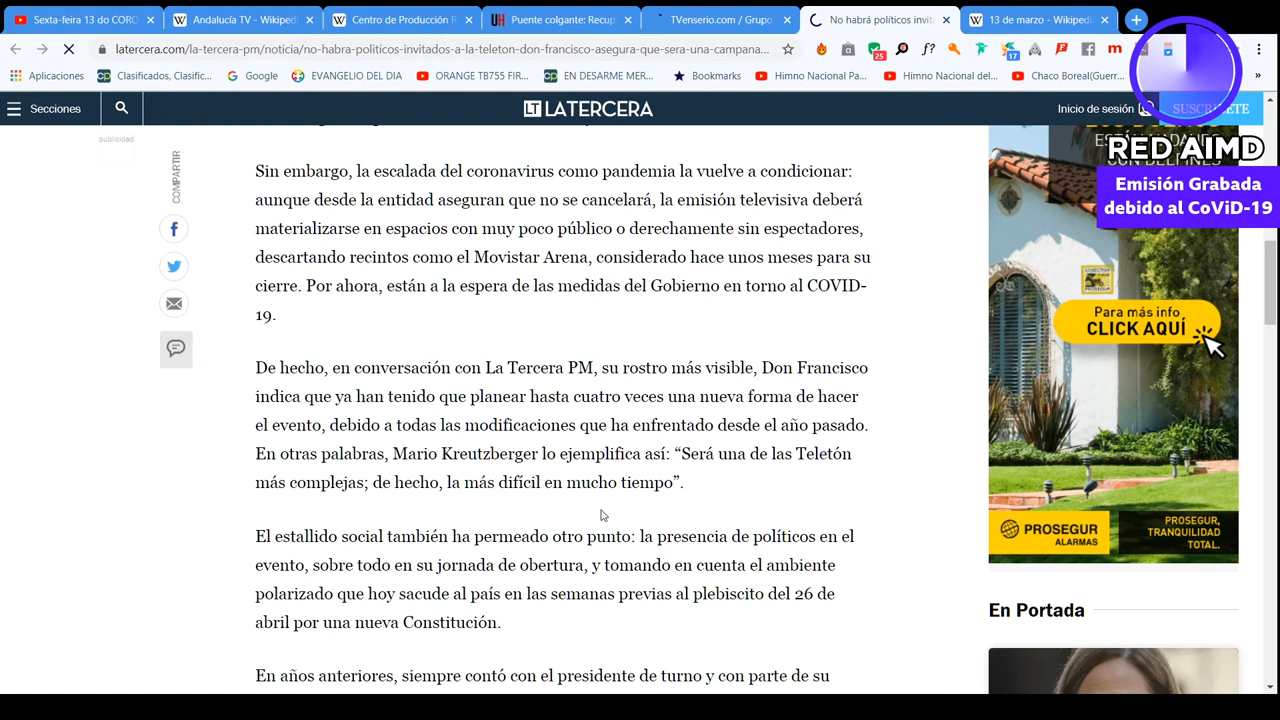 Sexta-feira 13 do CORO
Andalucía TV - Wikiped
Centro de Producción R
Puente colgante: Recup
TVenserio.com / Grupo
No habrá políticos invita
13 de marzo - Wikiped
latercera.com/la-tercera-pm/noticia/no-habra-politicos-invitados-a-la-teleton-don-francisco-asegura-que-sera-una-campana...
25
f?
17
Aplicaciones
Clasificados, Clasific...
Google
EVANGELIO DEL DIA
ORANGE TB755 FIR...
EN DESARME MER...
Bookmarks
Himno Nacional Pa...
Himno Nacional del...
Chaco Boreal(Guerr...
»
Secciones
LT LATERCERA
Inicio de sesión
SUSCRÍBETE
RED AIMD
Emisión Grabada
debido al CoViD-19
publicidad
COMPARTIR
Sin embargo, la escalada del coronavirus como pandemia la vuelve a condicionar:
aunque desde la entidad aseguran que no se cancelará, la emisión televisiva deberá
materializarse en espacios con muy poco público o derechamente sin espectadores,
descartando recintos como el Movistar Arena, considerado hace unos meses para su
cierre. Por ahora, están a la espera de las medidas del Gobierno en torno al COVID-
19.
De hecho, en conversación con La Tercera PM, su rostro más visible, Don Francisco
indica que ya han tenido que planear hasta cuatro veces una nueva forma de hacer
el evento, debido a todas las modificaciones que ha enfrentado desde el año pasado.
En otras palabras, Mario Kreutzberger lo ejemplifica así: “Será una de las Teletón
más complejas; de hecho, la más difícil en mucho tiempo”.
El estallido social también ha permeado otro punto: la presencia de políticos en el
evento, sobre todo en su jornada de obertura, y tomando en cuenta el ambiente
polarizado que hoy sacude al país en las semanas previas al plebiscito del 26 de
abril por una nueva Constitución.
En años anteriores, siempre contó con el presidente de turno y con parte de su
Para más info
CLICK AQUÍ
PROSEGUR
ALARMAS
PROSEGUR,
TRANQUILIDAD
TOTAL.
En Portada